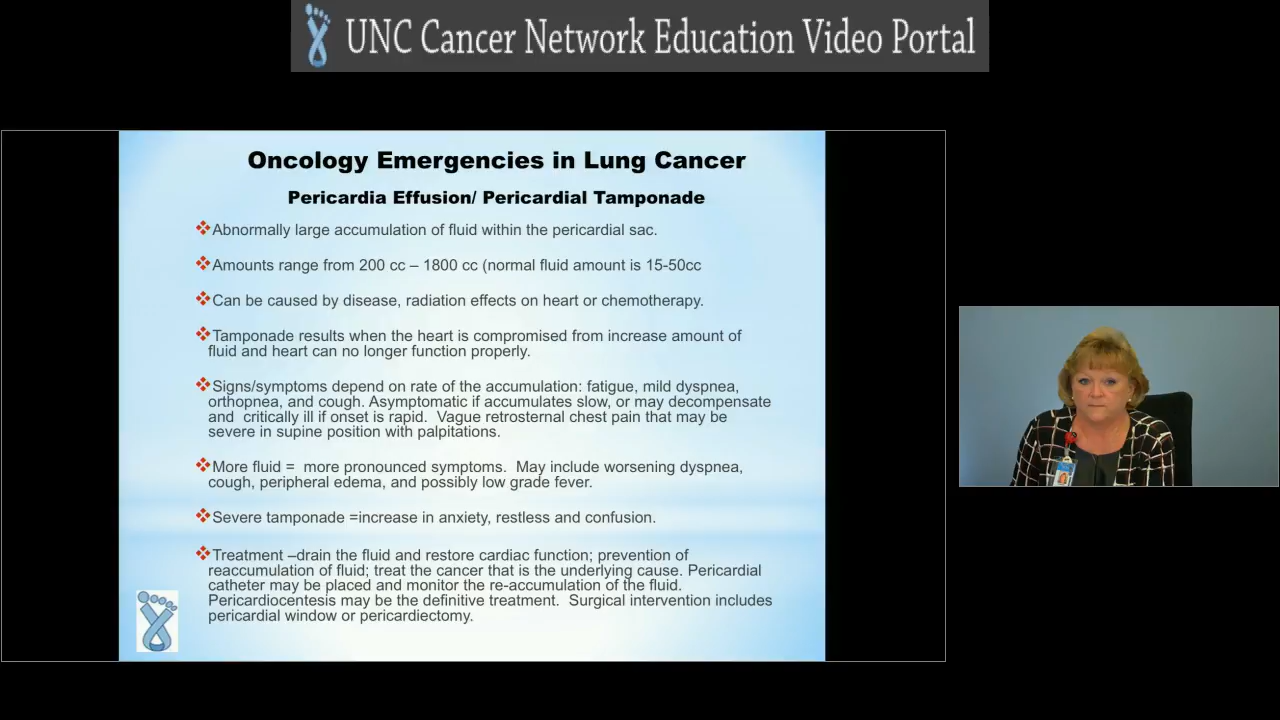 UNC Cancer Network Education Video Portal
Oncology Emergencies in Lung Cancer
Pericardia Effusion/ Pericardial Tamponade
❖Abnormally large accumulation of fluid within the pericardial sac.
❖Amounts range from 200 cc – 1800 cc (normal fluid amount is 15-50cc
❖Can be caused by disease, radiation effects on heart or chemotherapy.
❖Tamponade results when the heart is compromised from increase amount of
fluid and heart can no longer function properly.
❖Signs/symptoms depend on rate of the accumulation: fatigue, mild dyspnea,
orthopnea, and cough. Asymptomatic if accumulates slow, or may decompensate
and critically ill if onset is rapid. Vague retrosternal chest pain that may be
severe in supine position with palpitations.
❖More fluid = more pronounced symptoms. May include worsening dyspnea,
cough, peripheral edema, and possibly low grade fever.
❖Severe tamponade =increase in anxiety, restless and confusion.
❖Treatment –drain the fluid and restore cardiac function; prevention of
reaccumulation of fluid; treat the cancer that is the underlying cause. Pericardial
catheter may be placed and monitor the re-accumulation of the fluid.
Pericardiocentesis may be the definitive treatment. Surgical intervention includes
pericardial window or pericardiectomy.